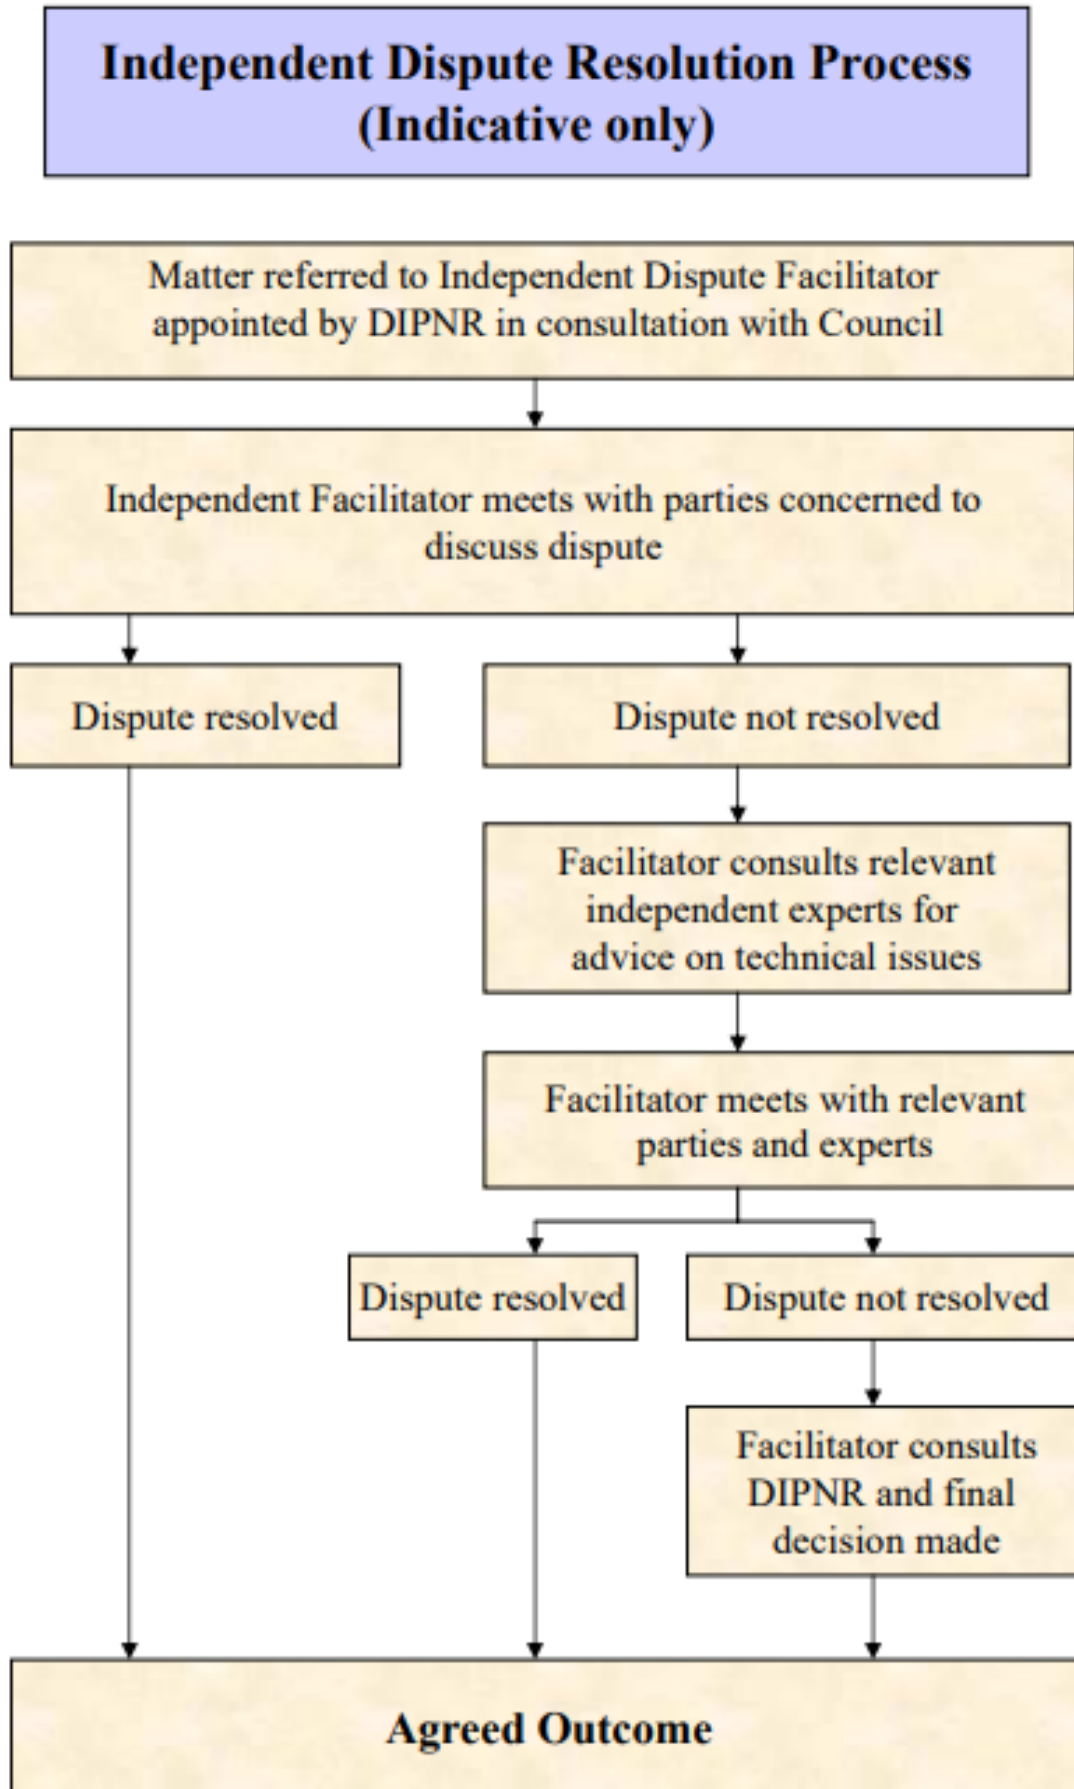 Independent Dispute Resolution Process
(Indicative only)
Matter referred to Independent Dispute Facilitator
appointed by DIPNR in consultation with Council
Independent Facilitator meets with parties concerned to
discuss dispute
Dispute resolved
Dispute not resolved
Facilitator consults relevant
independent experts for
advice on technical issues
Facilitator meets with relevant
parties and experts
Dispute resolved
Dispute not resolved
Facilitator consults
DIPNR and final
decision made
Agreed Outcome